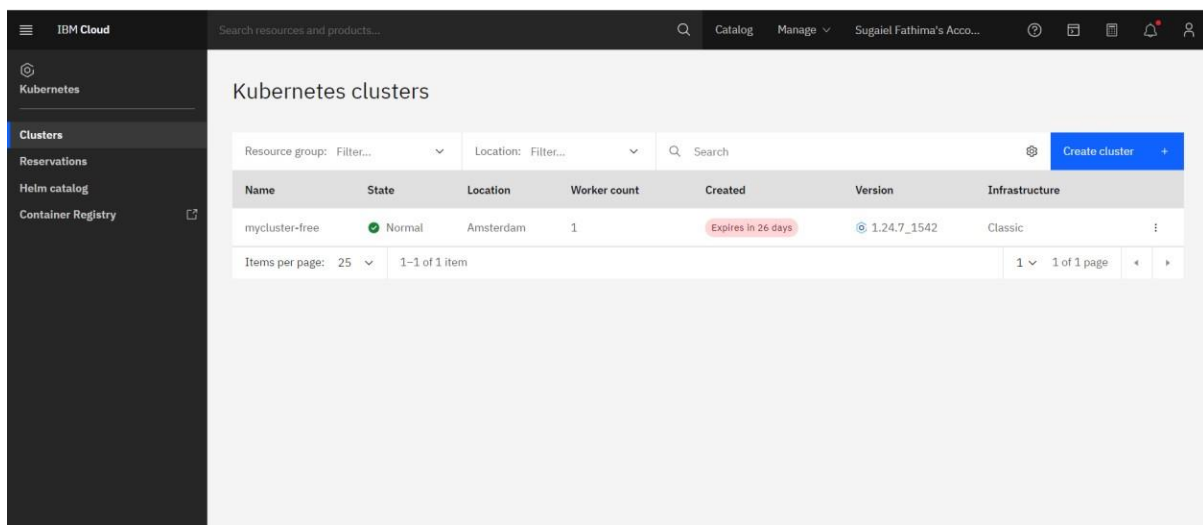 IBM Cloud
Search resources and products...
Catalog
Manage
Sugaiel Fathima's Acco...
Kubernetes
Clusters
Reservations
Helm catalog
Container Registry
Kubernetes clusters
Resource group: Filter...
Location: Filter...
Search
Create cluster +
Name State Location Worker count Created Version Infrastructure
mycluster-free Normal Amsterdam 1 Expires in 26 days 1.24.7_1542 Classic
Items per page: 25 1–1 of 1 item 1 1 of 1 page